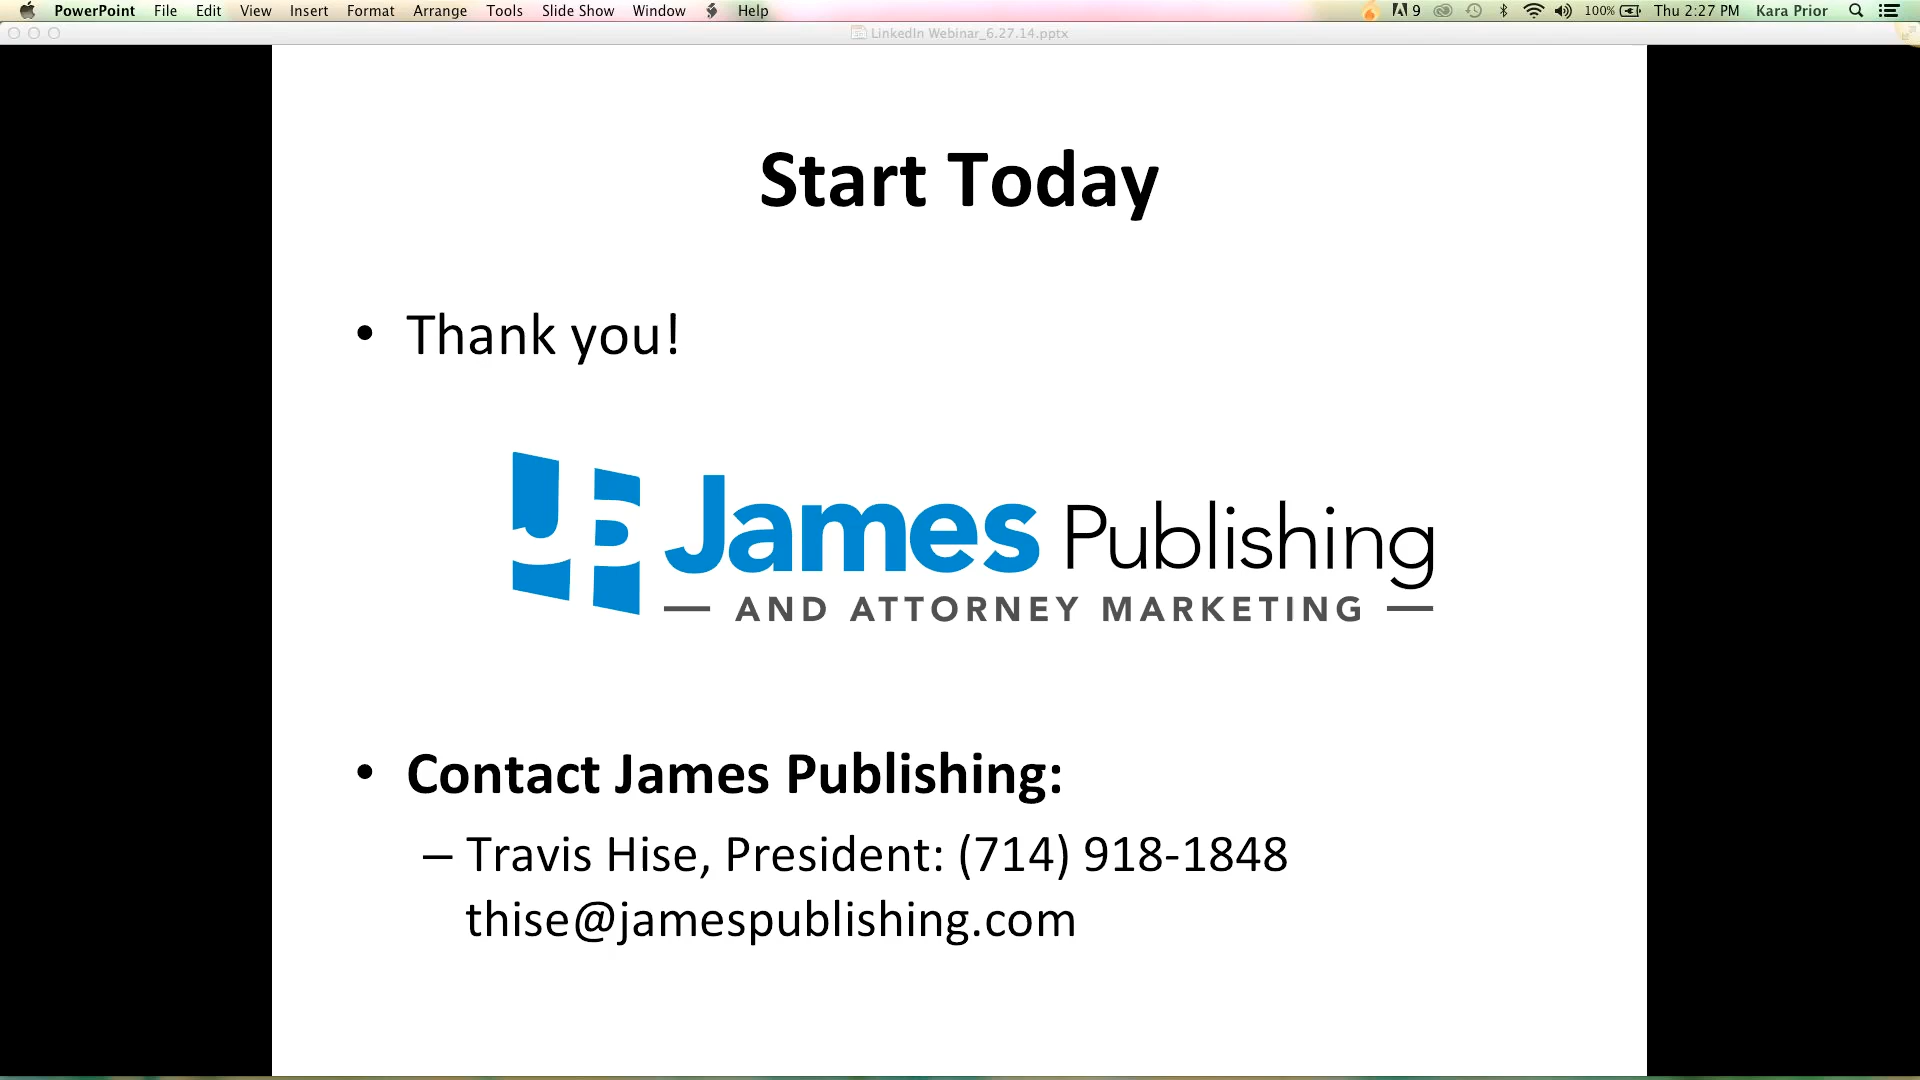 PowerPoint File Edit View Insert Format Arrange Tools Slide Show Window Help 9 100% Thu 2:27 PM Kara Prior
LinkedIn Webinar_6.27.14.pptx
Start Today
• Thank you!
James Publishing
— AND ATTORNEY MARKETING —
• Contact James Publishing:
– Travis Hise, President: (714) 918-1848
thise@jamespublishing.com